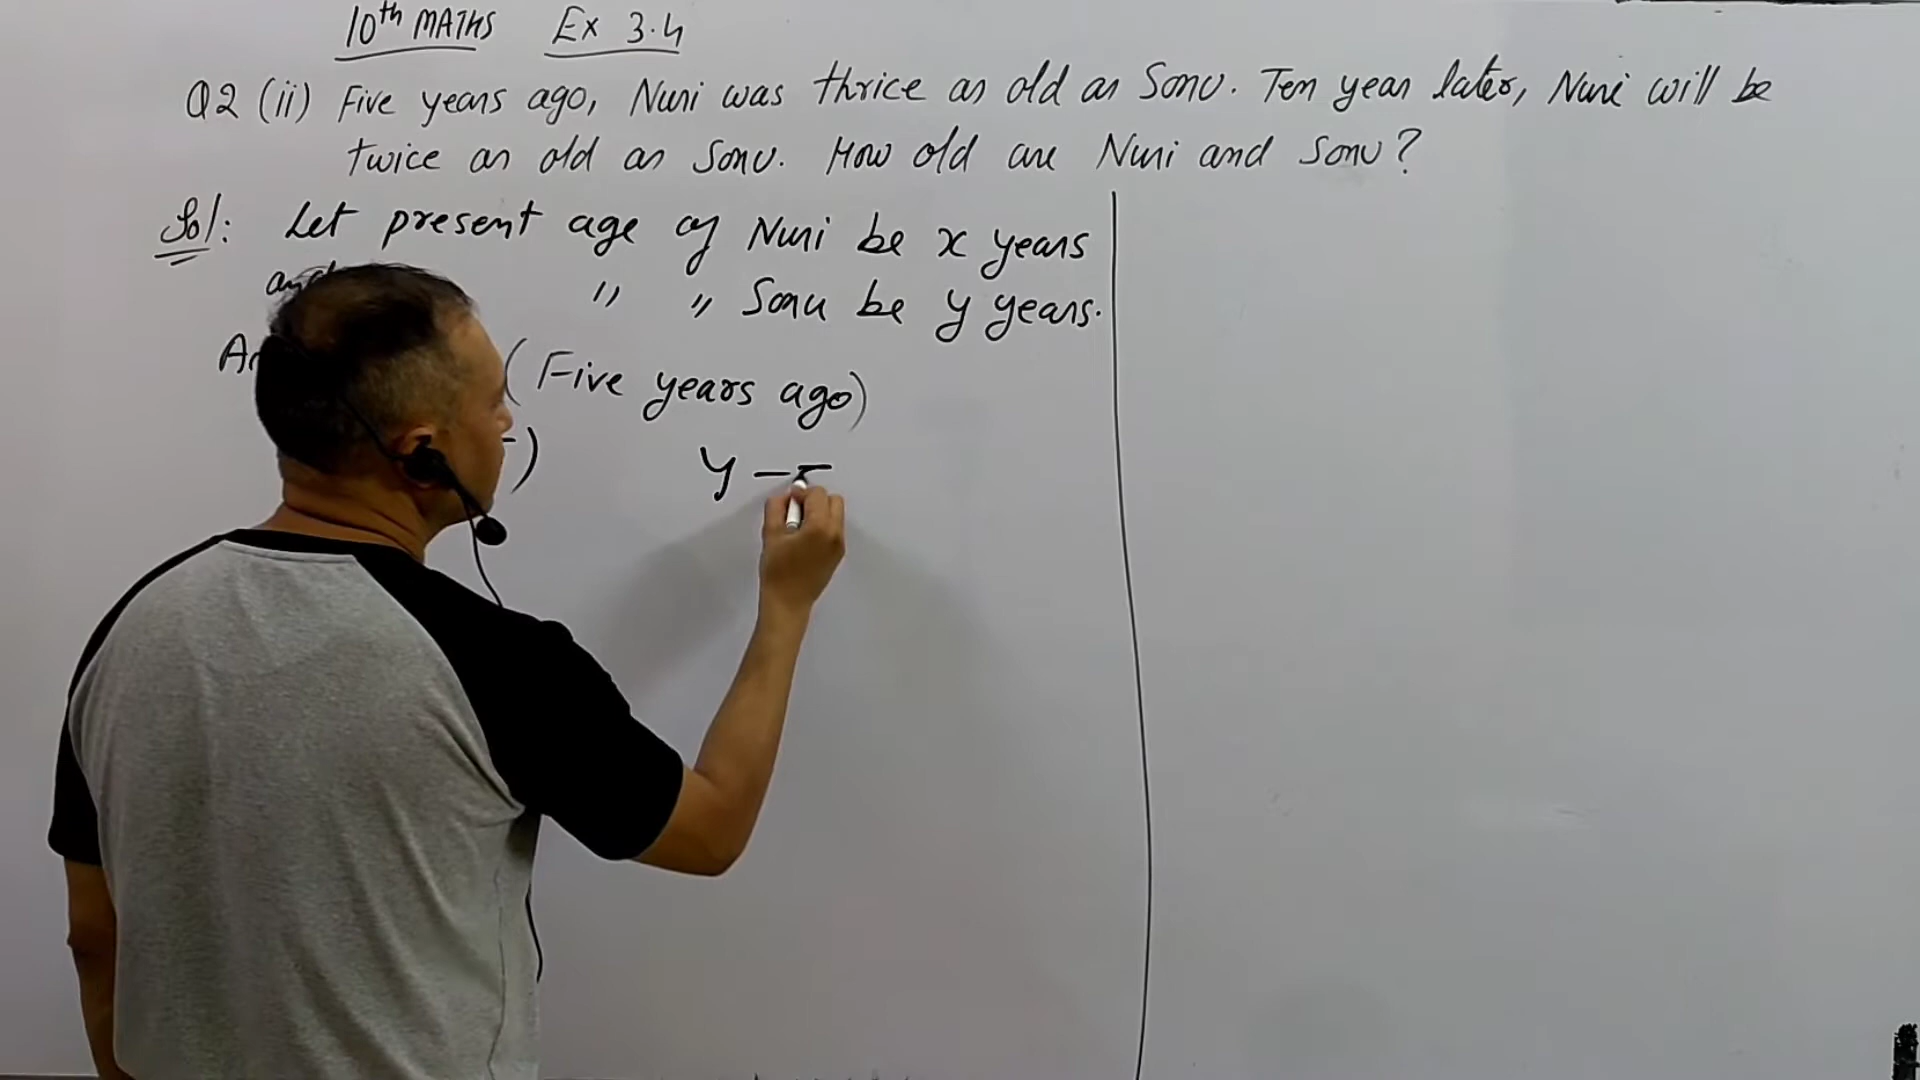 10th MATHS Ex 3.4
Q2 (ii) Five years ago, Nuri was thrice as old as Sonu. Ten year later, Nuri will be
twice as old as Sonu. How old are Nuri and Sonu?
Sol: Let present age of Nuri be x years
and " " Sonu be y years.
(Five years ago)
) y -